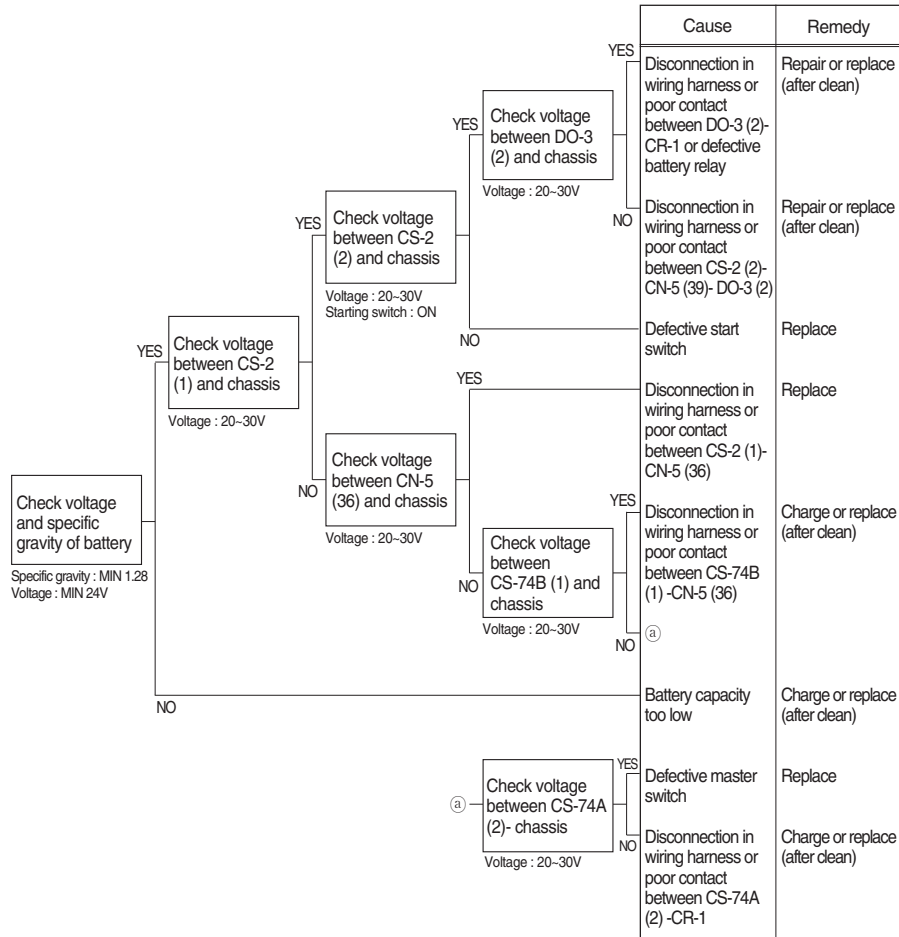 Cause
Remedy
YES
Disconnection in
wiring harness or
poor contact
between DO-3 (2)-
CR-1 or defective
battery relay
Repair or replace
(after clean)
YES
Check voltage
between DO-3
(2) and chassis
Voltage : 20~30V
NO
Disconnection in
wiring harness or
poor contact
between CS-2 (2)-
CN-5 (39)- DO-3 (2)
Repair or replace
(after clean)
YES
Check voltage
between CS-2
(2) and chassis
Voltage : 20~30V
Starting switch : ON
NO
Defective start
switch
Replace
YES
Check voltage
between CS-2
(1) and chassis
Voltage : 20~30V
YES
Disconnection in
wiring harness or
poor contact
between CS-2 (1)-
CN-5 (36)
Replace
NO
Check voltage
between CN-5
(36) and chassis
Voltage : 20~30V
Check voltage
and specific
gravity of battery
Specific gravity : MIN 1.28
Voltage : MIN 24V
YES
Disconnection in
wiring harness or
poor contact
between CS-74B
(1) -CN-5 (36)
Charge or replace
(after clean)
NO
Check voltage
between
CS-74B (1) and
chassis
Voltage : 20~30V
NO
ⓐ
NO
Battery capacity
too low
Charge or replace
(after clean)
ⓐ
Check voltage
between CS-74A
(2)- chassis
Voltage : 20~30V
YES
Defective master
switch
Replace
NO
Disconnection in
wiring harness or
poor contact
between CS-74A
(2) -CR-1
Charge or replace
(after clean)